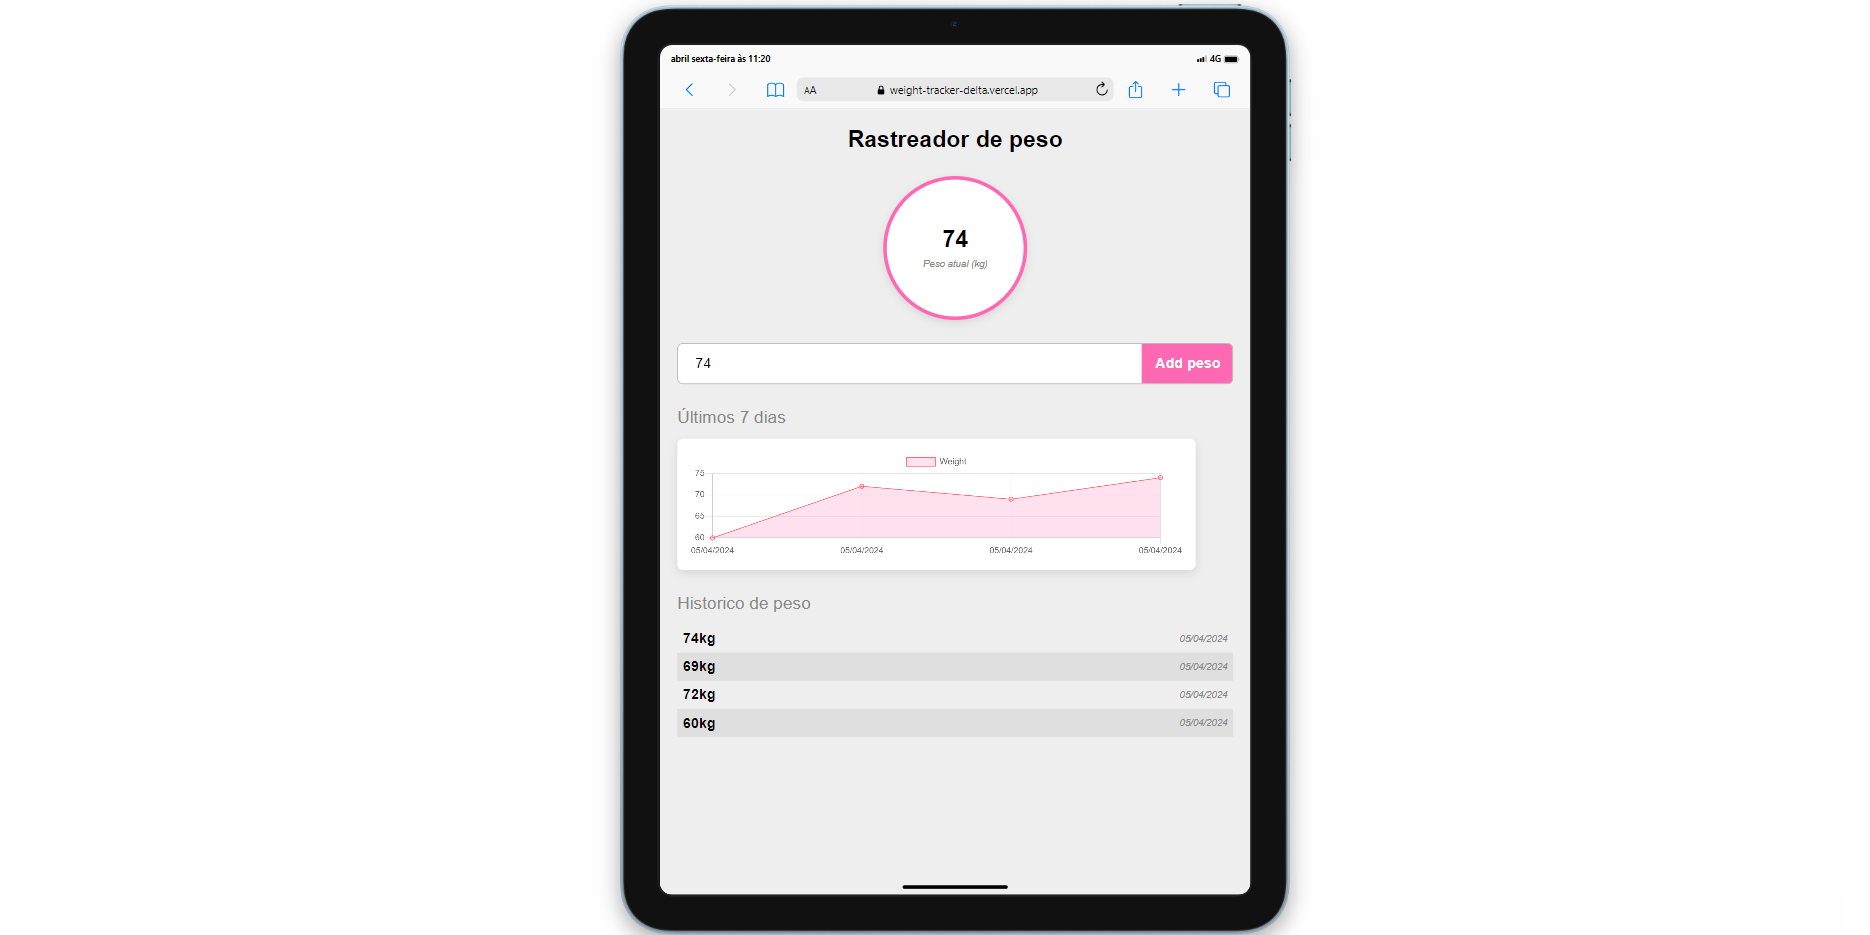 abril sexta-feira às 11:20
4G
AA
weight-tracker-delta.vercel.app
Rastreador de peso
74
Peso atual (kg)
74
Add peso
Últimos 7 dias
Weight
75
70
65
60
05/04/2024 05/04/2024 05/04/2024 05/04/2024
Historico de peso
74kg 05/04/2024
69kg 05/04/2024
72kg 05/04/2024
60kg 05/04/2024